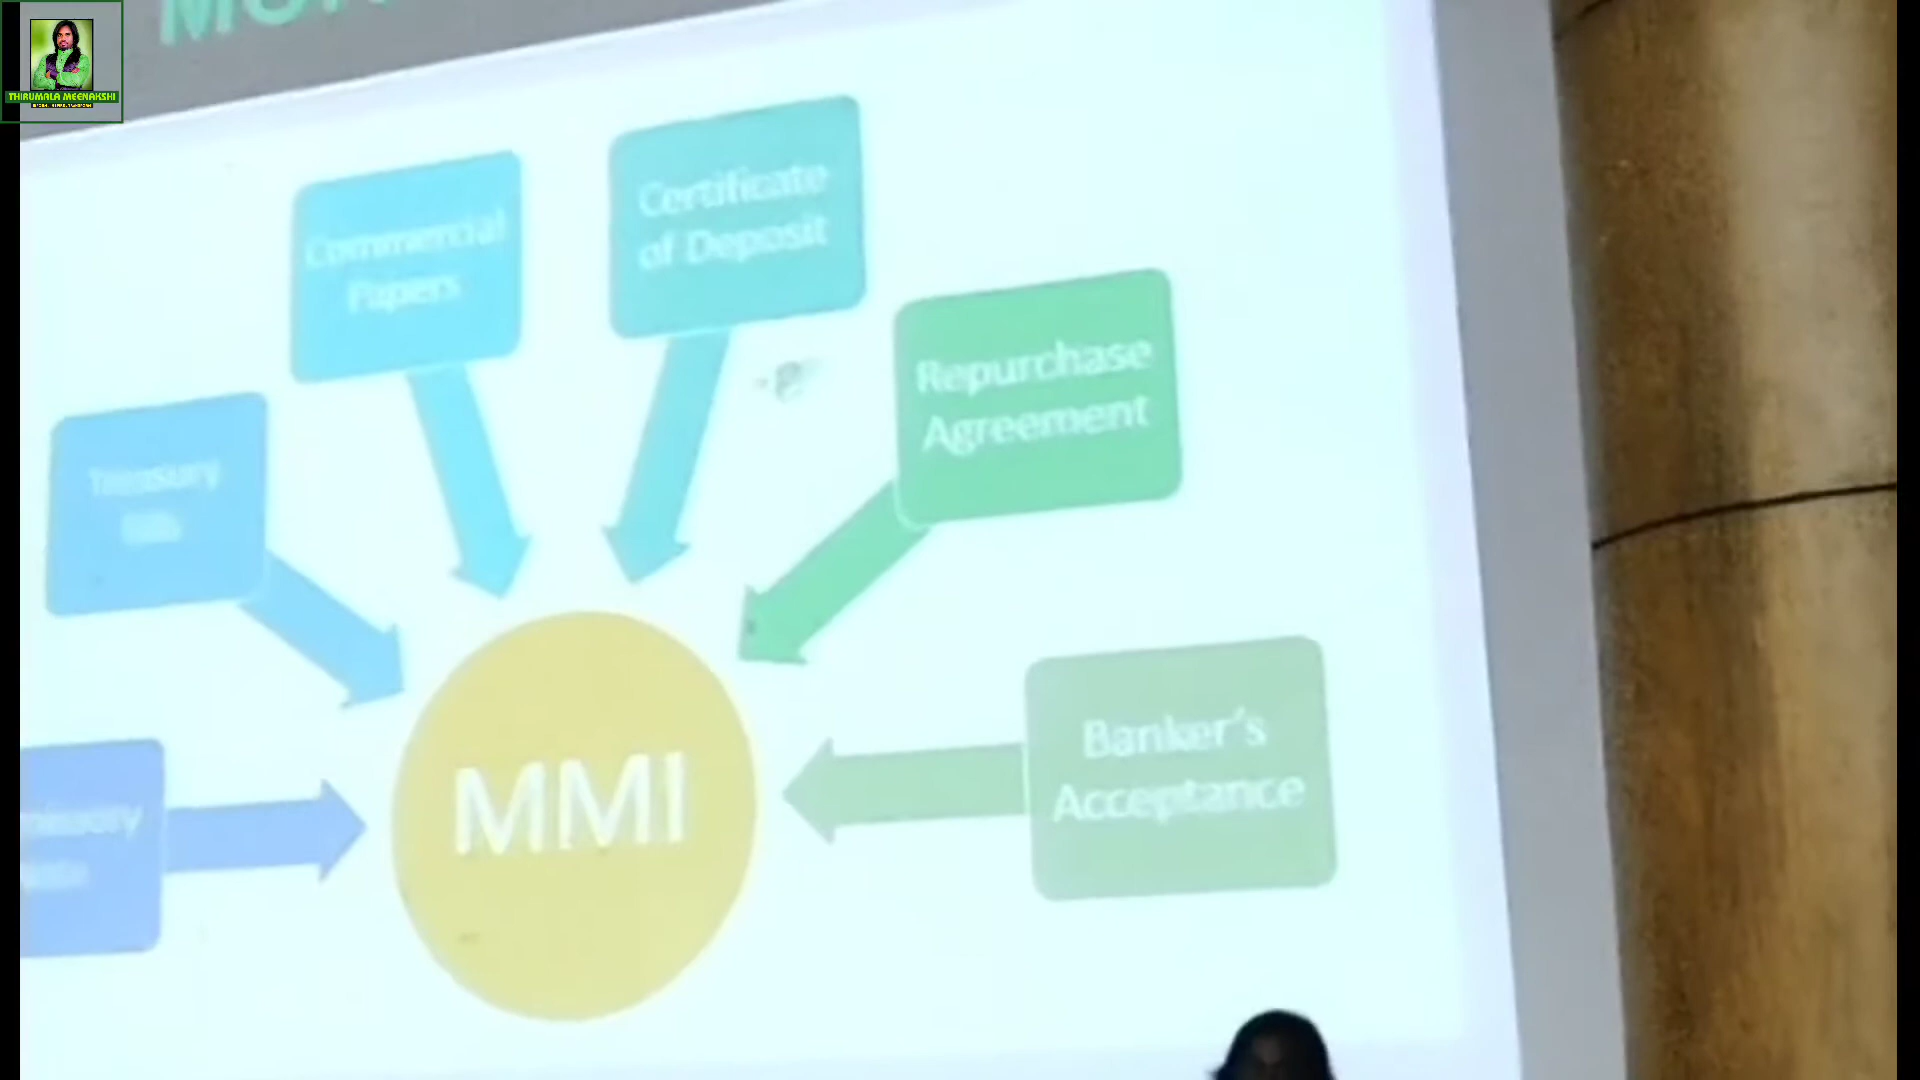 THIRUMALA MEENAKSHI
Commercial
Papers
Certificate
of Deposit
Repurchase
Agreement
Treasury
Bills
MMI
Banker's
Acceptance